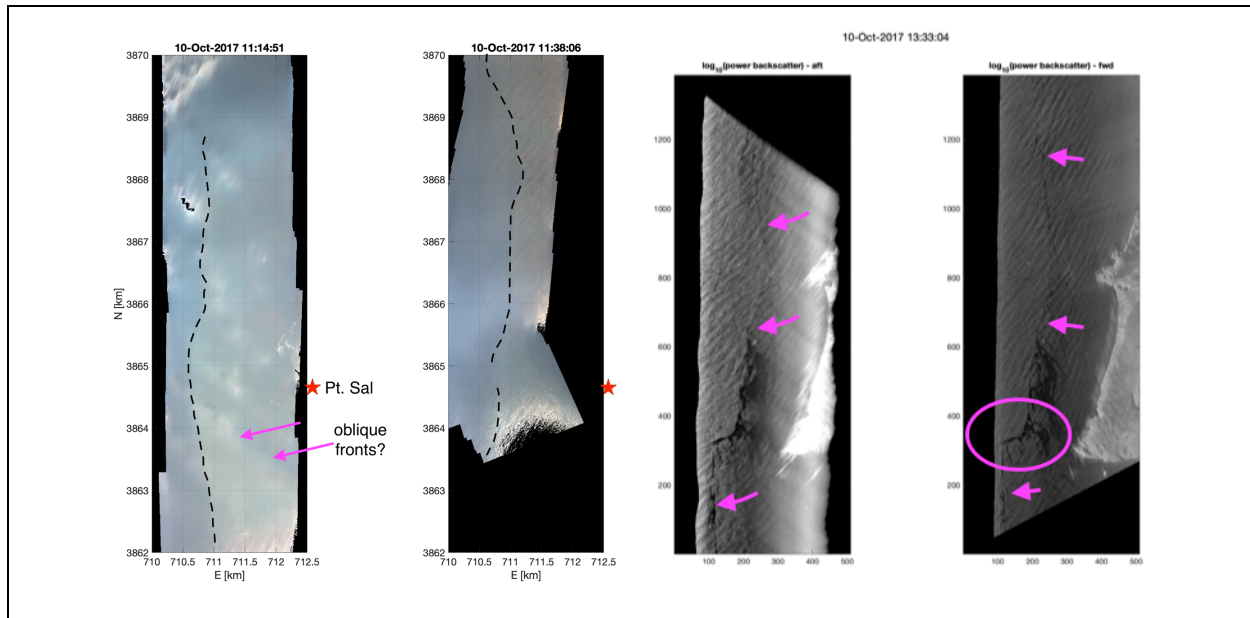 10-Oct-2017 13:33:04
10-Oct-2017 11:14:51
3870
3869
3868
3867
3866
3865
3864
3863
3862
N [km]
710 710.5 711 711.5 712 712.5
E [km]
Pt. Sal
oblique
fronts?
10-Oct-2017 11:38:06
3870
3869
3868
3867
3866
3865
3864
3863
3862
710 710.5 711 711.5 712 712.5
E [km]
log10(power backscatter) - aft
1200
1000
800
600
400
200
100 200 300 400 500
log10(power backscatter) - fwd
1200
1000
800
600
400
200
100 200 300 400 500